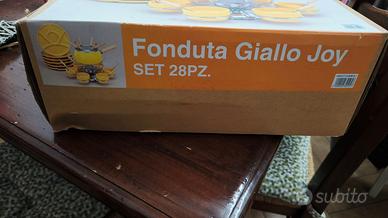 Fonduta Giallo Joy
SET 28PZ.
subito